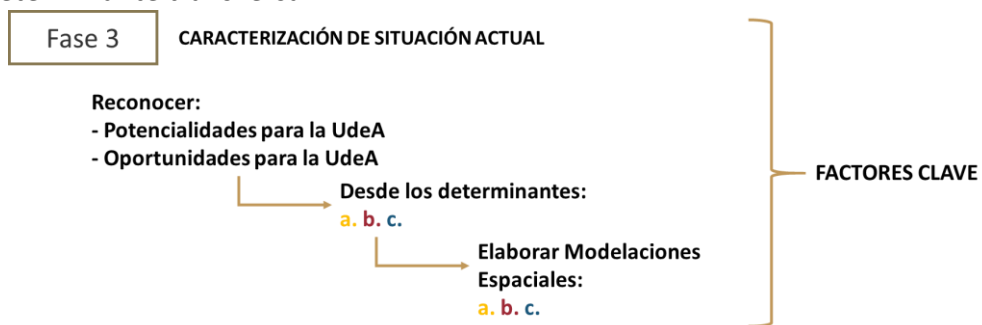 Fase 3
CARACTERIZACIÓN DE SITUACIÓN ACTUAL
Reconocer:
- Potencialidades para la UdeA
- Oportunidades para la UdeA
Desde los determinantes:
a. b. c.
Elaborar Modelaciones
Espaciales:
a. b. c.
FACTORES CLAVE